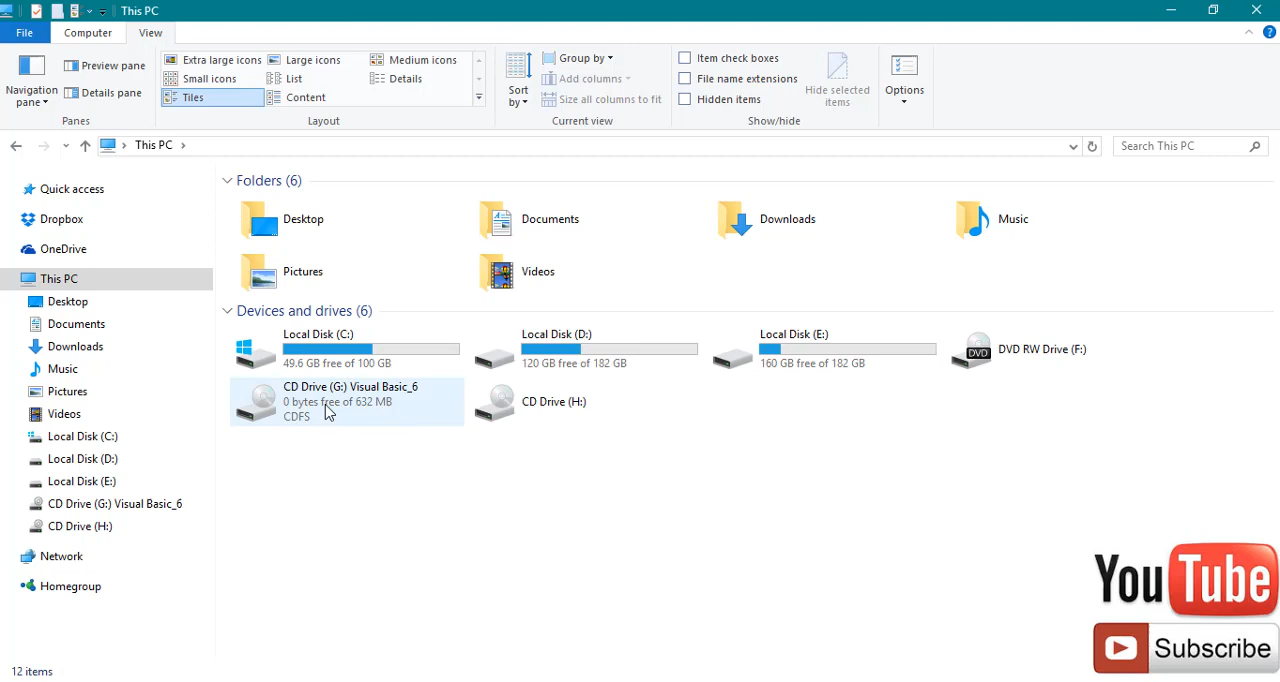 This PC
File Computer View
Navigation pane
Preview pane
Details pane
Panes
Extra large icons Large icons Medium icons
Small icons List Details
Tiles Content
Layout
Sort by
Group by
Add columns
Size all columns to fit
Current view
Item check boxes
File name extensions
Hidden items
Hide selected
items
Show/hide
Options
This PC
Search This PC
Quick access
Dropbox
OneDrive
This PC
Desktop
Documents
Downloads
Music
Pictures
Videos
Local Disk (C:)
Local Disk (D:)
Local Disk (E:)
CD Drive (G:) Visual Basic_6
CD Drive (H:)
Network
Homegroup
Folders (6)
Desktop Documents Downloads Music
Pictures Videos
Devices and drives (6)
Local Disk (C:)
49.6 GB free of 100 GB
Local Disk (D:)
120 GB free of 182 GB
Local Disk (E:)
160 GB free of 182 GB
DVD
DVD RW Drive (F:)
CD Drive (G:) Visual Basic_6
0 bytes free of 632 MB
CDFS
CD Drive (H:)
YouTube
Subscribe
12 items